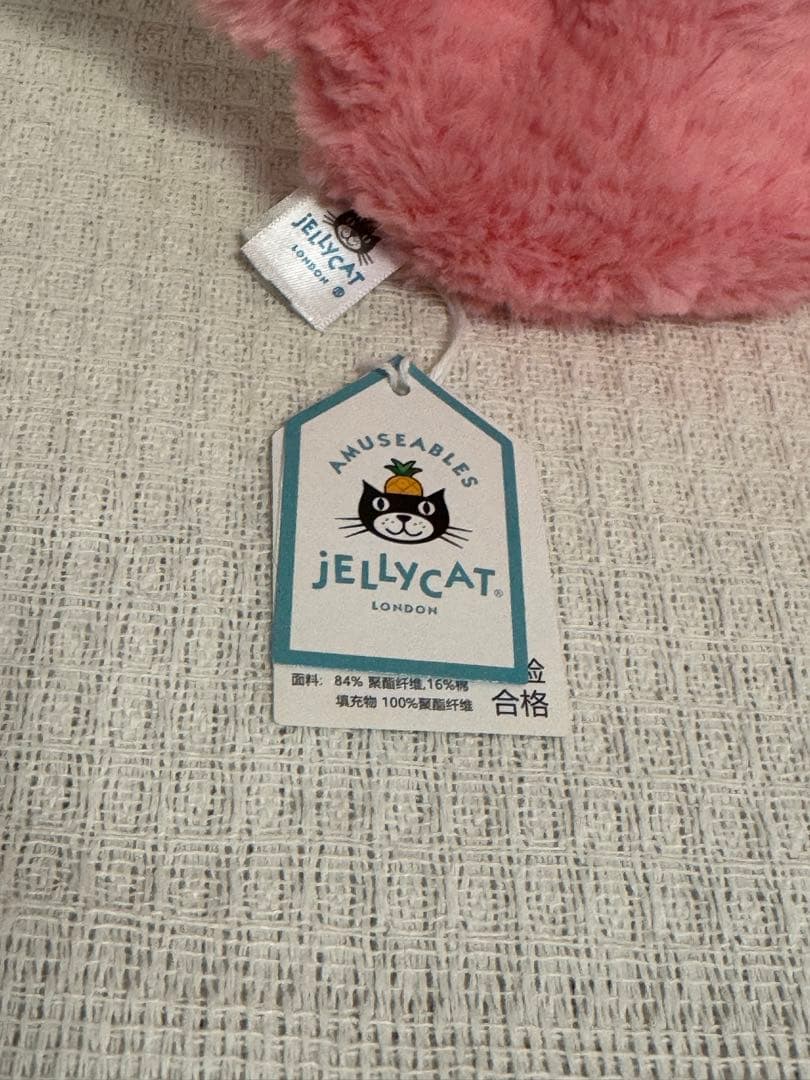 jELLYCAT
LONDON ®
AMUSEABLES
jELLYCAT®
LONDON
面料: 84% 聚酯纤维,16%棉
填充物 100%聚酯纤维
合格